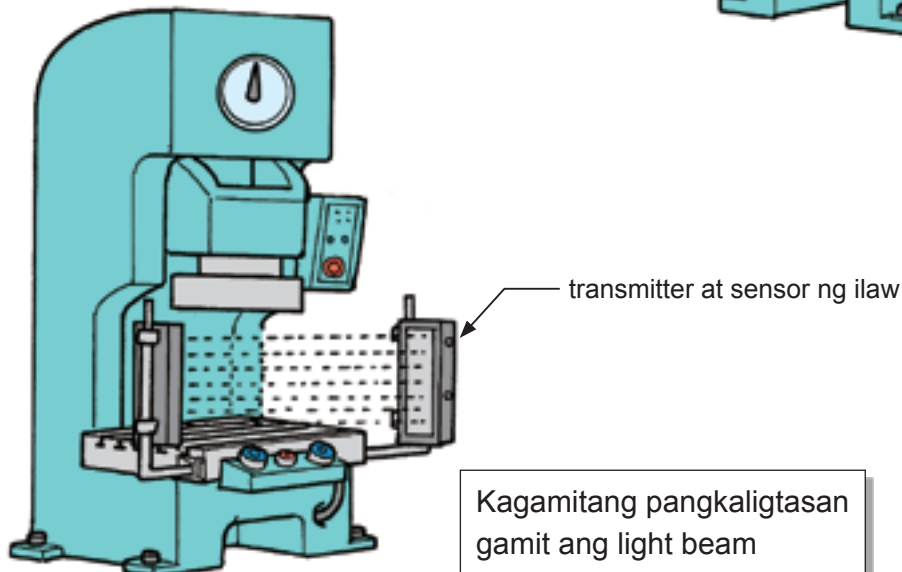 transmitter at sensor ng ilaw
Kagamitang pangkaligtasan
gamit ang light beam